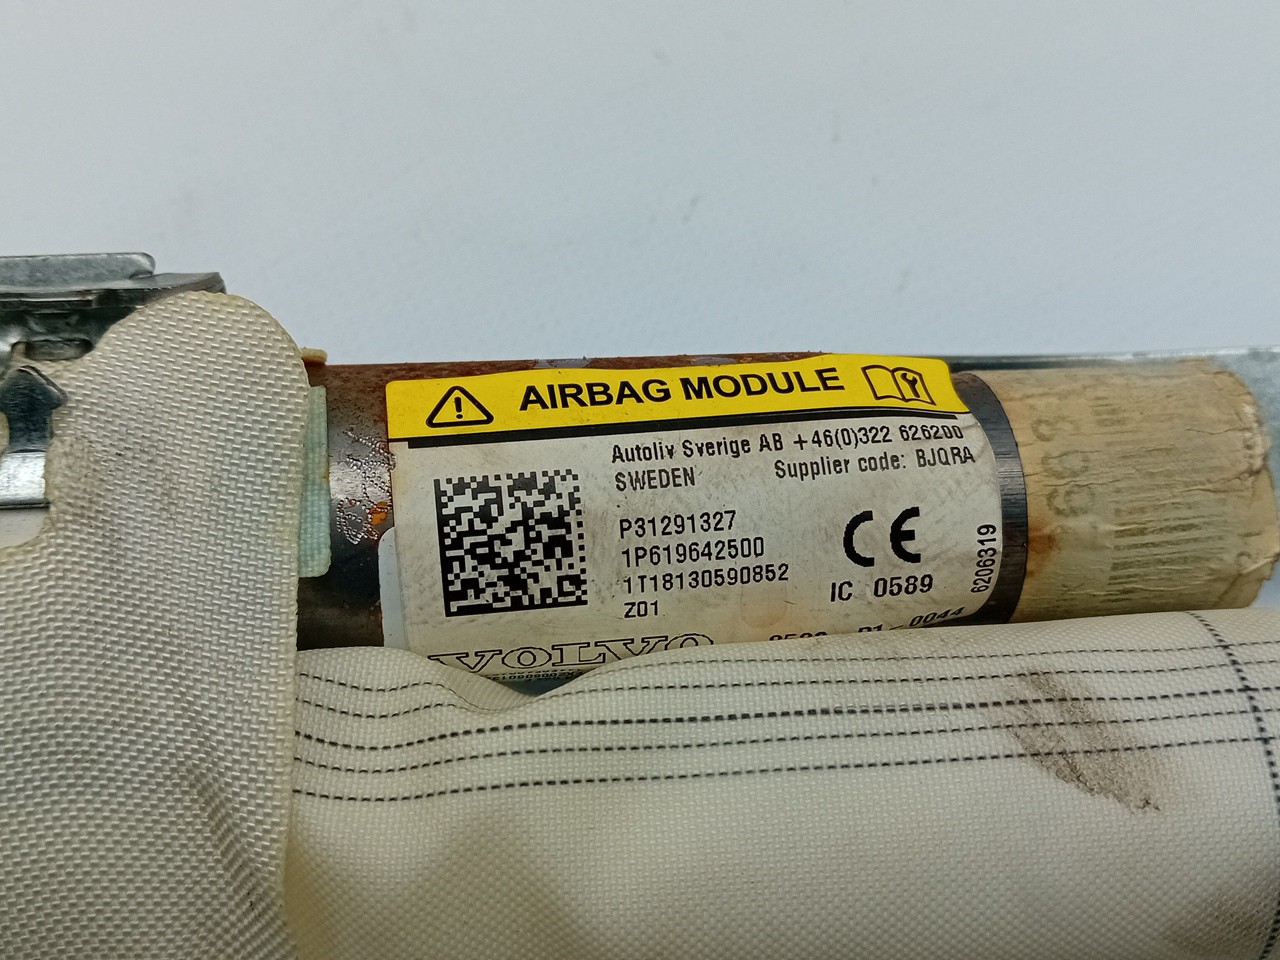 AIRBAG MODULE
Autoliv Sverige AB +46(0)322 626200
SWEDEN Supplier code: BJQRA
P31291327
1P619642500
1T18130590852
Z01
IC 0589
6206319
VOLVO 0044